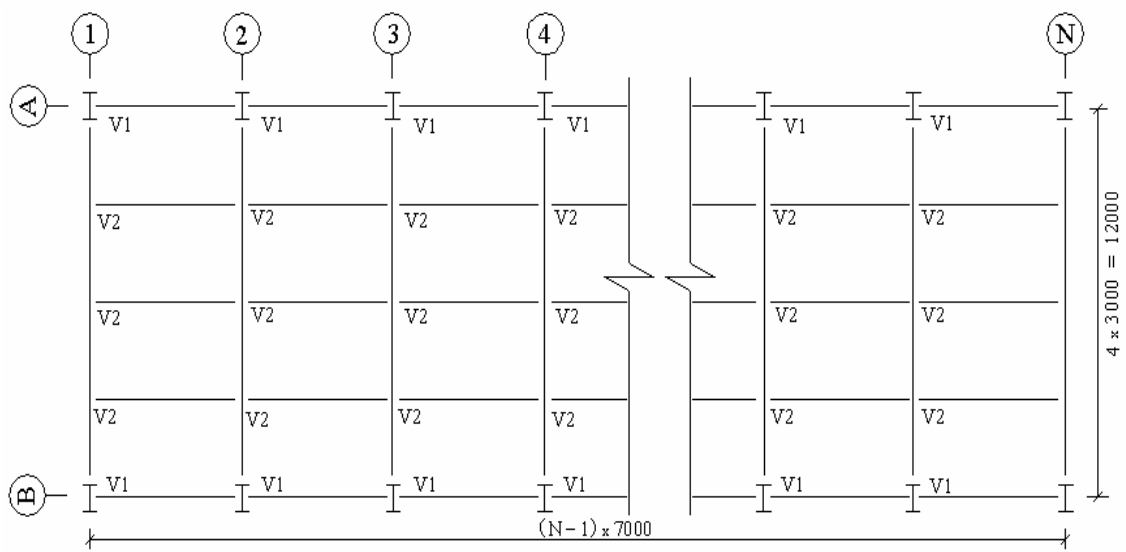 1 2 3 4 N
A
V1 V1 V1 V1 V1 V1
V2 V2 V2 V2 V2 V2
V2 V2 V2 V2 V2 V2
V2 V2 V2 V2 V2 V2
V1 V1 V1 V1 V1 V1
B
(N-1) x 7000
4 x 3000 = 12000